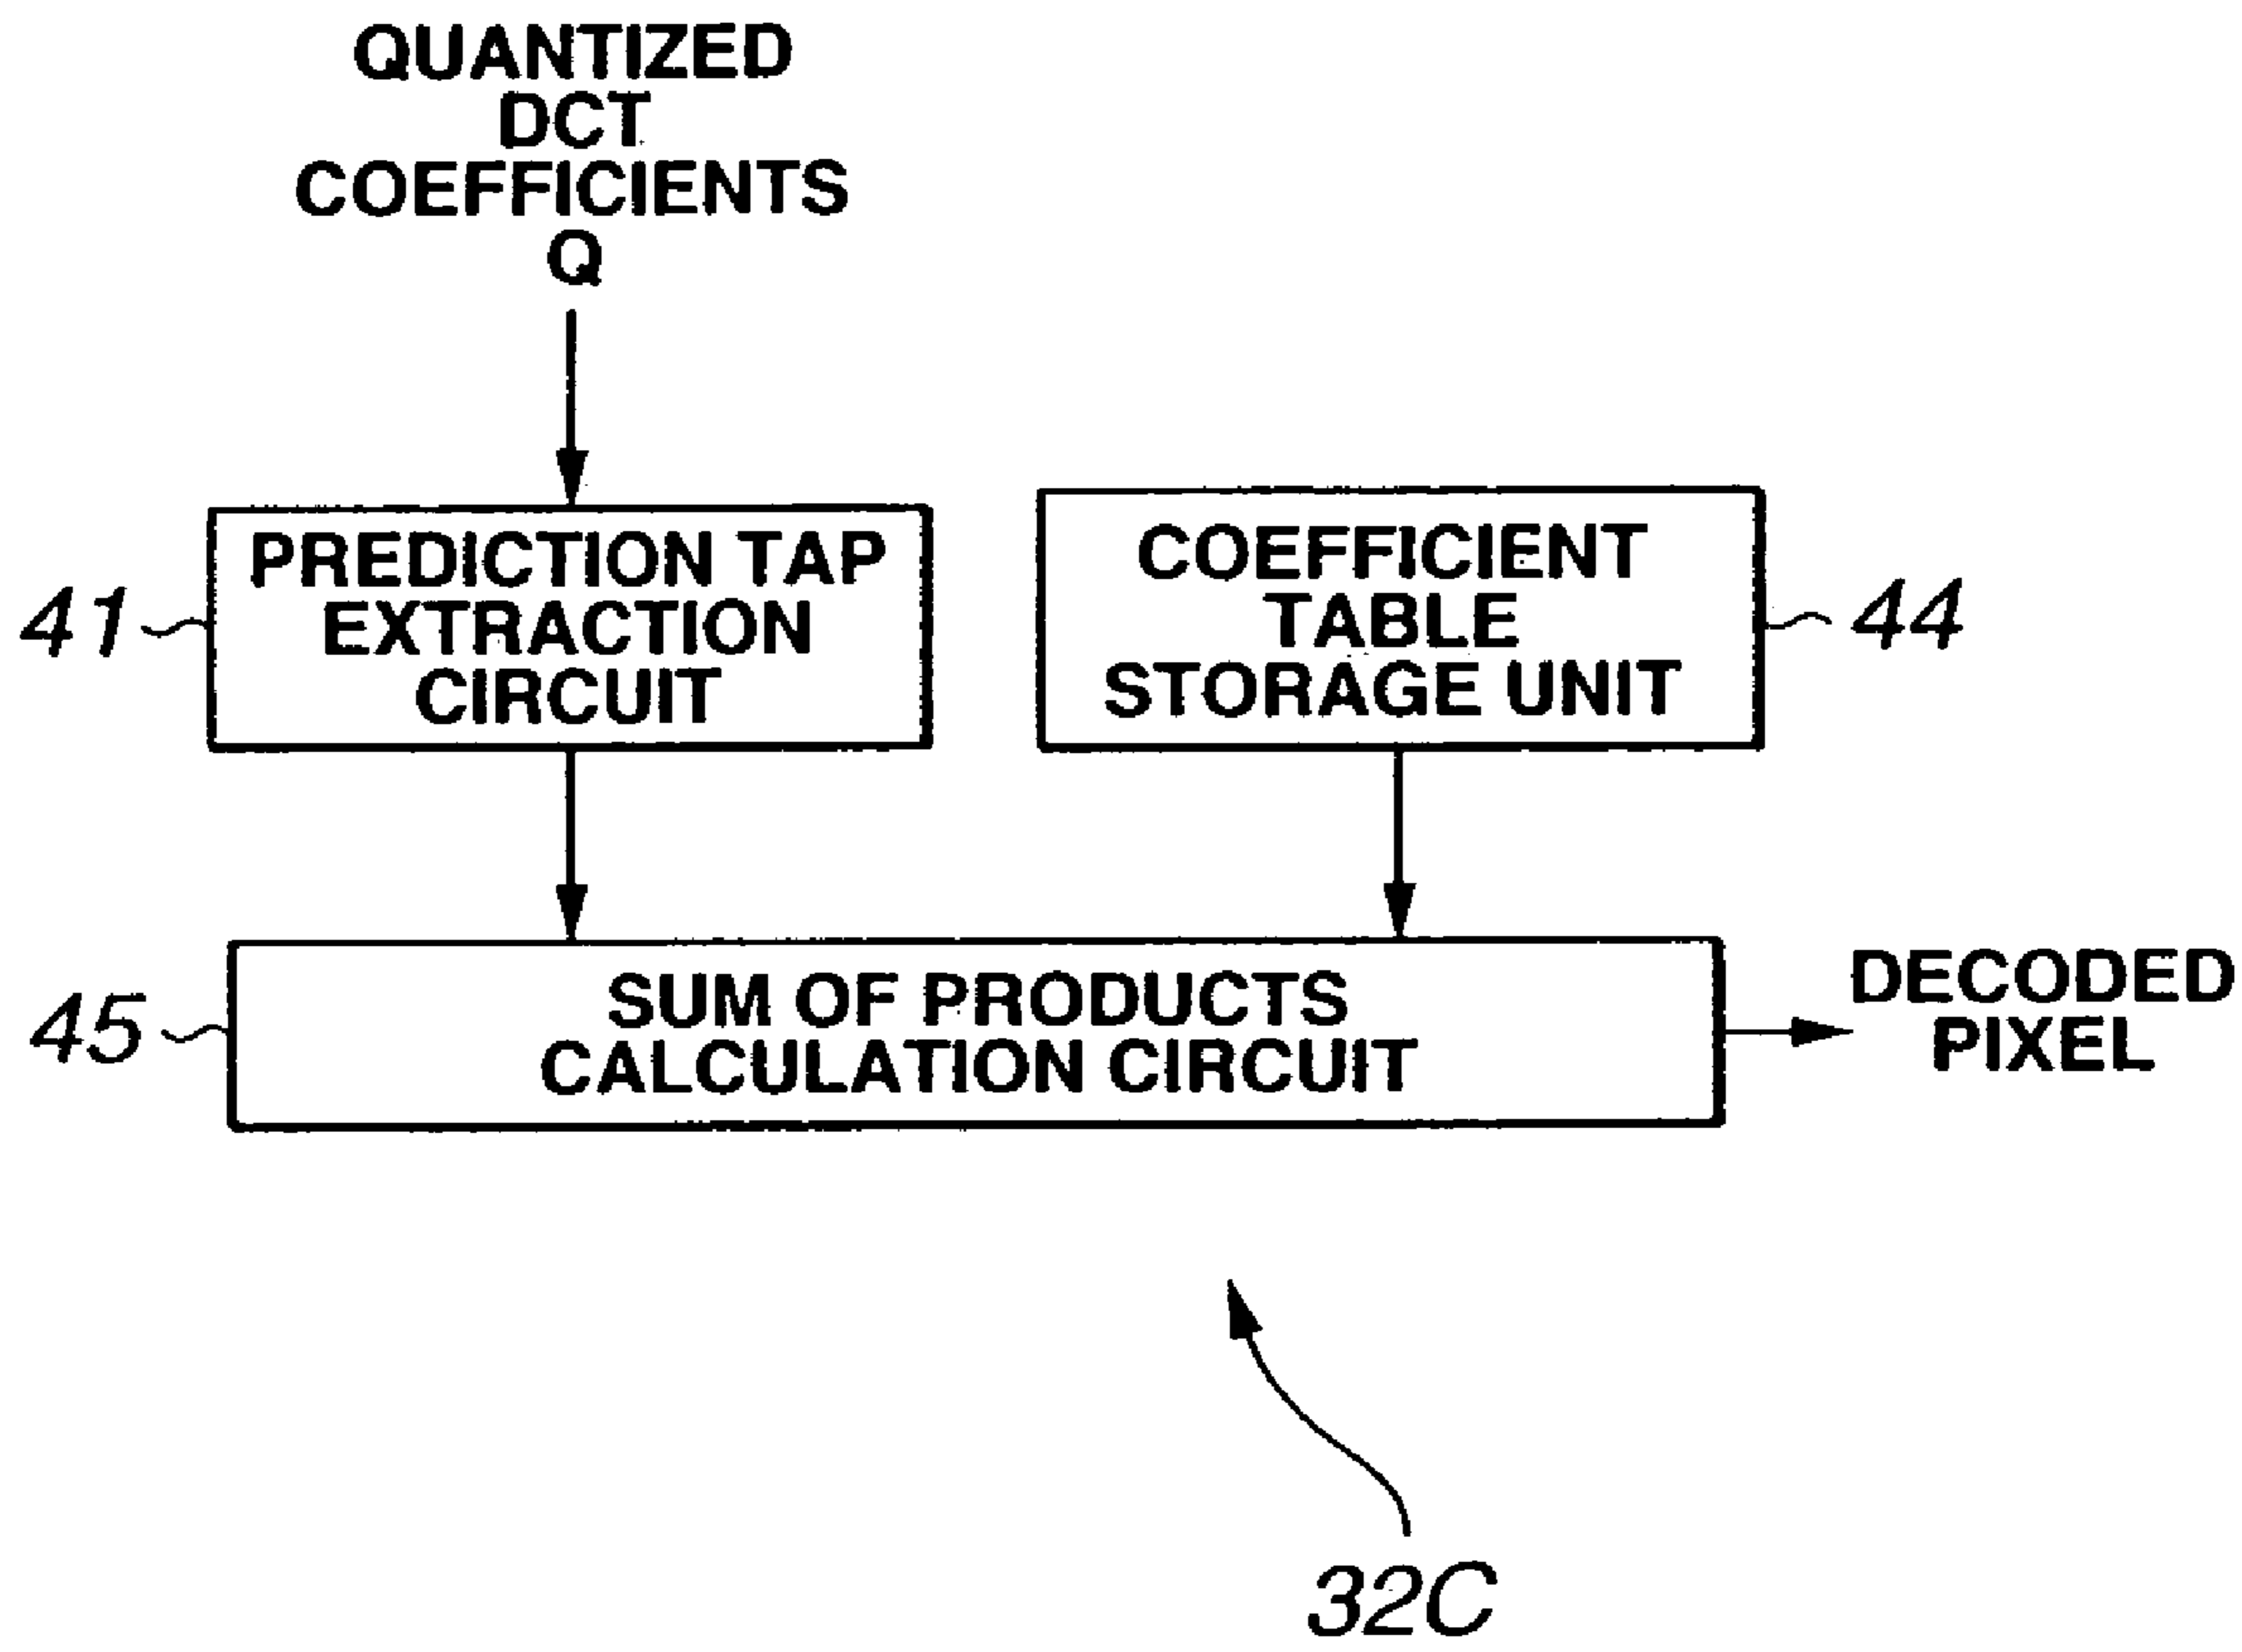 QUANTIZED
DCT
COEFFICIENTS
Q
41
PREDICTION TAP
EXTRACTION
CIRCUIT
COEFFICIENT
TABLE
STORAGE UNIT
44
45
SUM OF PRODUCTS
CALCULATION CIRCUIT
DECODED
PIXEL
32C